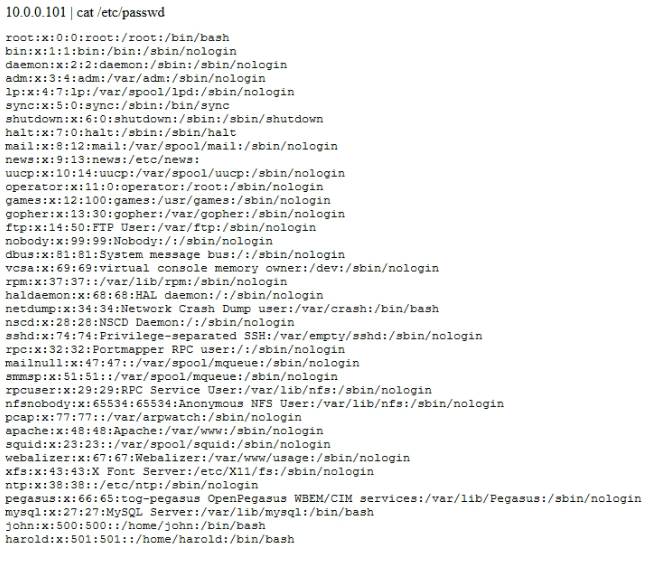 10.0.0.101 | cat /etc/passwd
root:x:0:0:root:/root:/bin/bash
bin:x:1:1:bin:/bin:/sbin/nologin
daemon:x:2:2:daemon:/sbin:/sbin/nologin
adm:x:3:4:adm:/var/adm:/sbin/nologin
lp:x:4:7:lp:/var/spool/lpd:/sbin/nologin
sync:x:5:0:sync:/sbin:/bin/sync
shutdown:x:6:0:shutdown:/sbin:/sbin/shutdown
halt:x:7:0:halt:/sbin:/sbin/halt
mail:x:8:12:mail:/var/spool/mail:/sbin/nologin
news:x:9:13:news:/etc/news:
uucp:x:10:14:uucp:/var/spool/uucp:/sbin/nologin
operator:x:11:0:operator:/root:/sbin/nologin
games:x:12:100:games:/usr/games:/sbin/nologin
gopher:x:13:30:gopher:/var/gopher:/sbin/nologin
ftp:x:14:50:FTP User:/var/ftp:/sbin/nologin
nobody:x:99:99:Nobody:/:/sbin/nologin
dbus:x:81:81:System message bus:/:/sbin/nologin
vcsa:x:69:69:virtual console memory owner:/dev:/sbin/nologin
rpm:x:37:37::/var/lib/rpm:/sbin/nologin
haldaemon:x:68:68:HAL daemon:/:/sbin/nologin
netdump:x:34:34:Network Crash Dump user:/var/crash:/bin/bash
nscd:x:28:28:NSCD Daemon:/:/sbin/nologin
sshd:x:74:74:Privilege-separated SSH:/var/empty/sshd:/sbin/nologin
rpc:x:32:32:Portmapper RPC user:/:/sbin/nologin
mailnull:x:47:47::/var/spool/mqueue:/sbin/nologin
smmsp:x:51:51::/var/spool/mqueue:/sbin/nologin
rpcuser:x:29:29:RPC Service User:/var/lib/nfs:/sbin/nologin
nfsnobody:x:65534:65534:Anonymous NFS User:/var/lib/nfs:/sbin/nologin
pcap:x:77:77::/var/arpwatch:/sbin/nologin
apache:x:48:48:Apache:/var/www:/sbin/nologin
squid:x:23:23::/var/spool/squid:/sbin/nologin
webalizer:x:67:67:Webalizer:/var/www/usage:/sbin/nologin
xfs:x:43:43:X Font Server:/etc/X11/fs:/sbin/nologin
ntp:x:38:38::/etc/ntp:/sbin/nologin
pegasus:x:66:65:tog-pegasus OpenPegasus WBEM/CIM services:/var/lib/Pegasus:/sbin/nologin
mysql:x:27:27:MySQL Server:/var/lib/mysql:/bin/bash
john:x:500:500::/home/john:/bin/bash
harold:x:501:501::/home/harold:/bin/bash